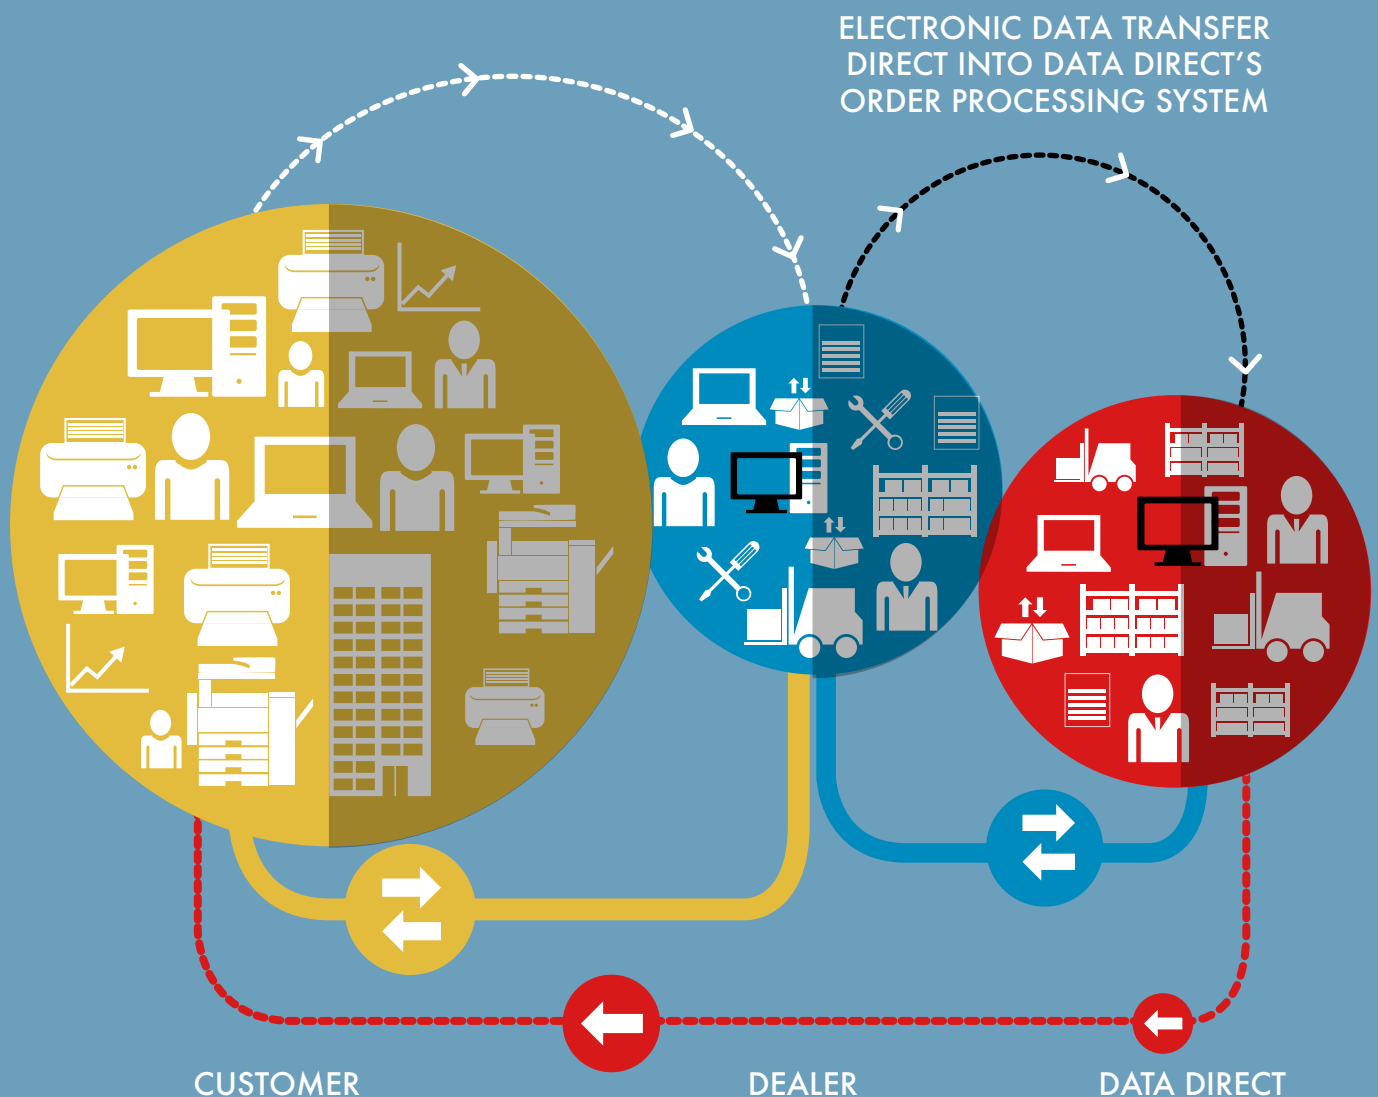 ELECTRONIC DATA TRANSFER
DIRECT INTO DATA DIRECT’S
ORDER PROCESSING SYSTEM
CUSTOMER
DEALER
DATA DIRECT